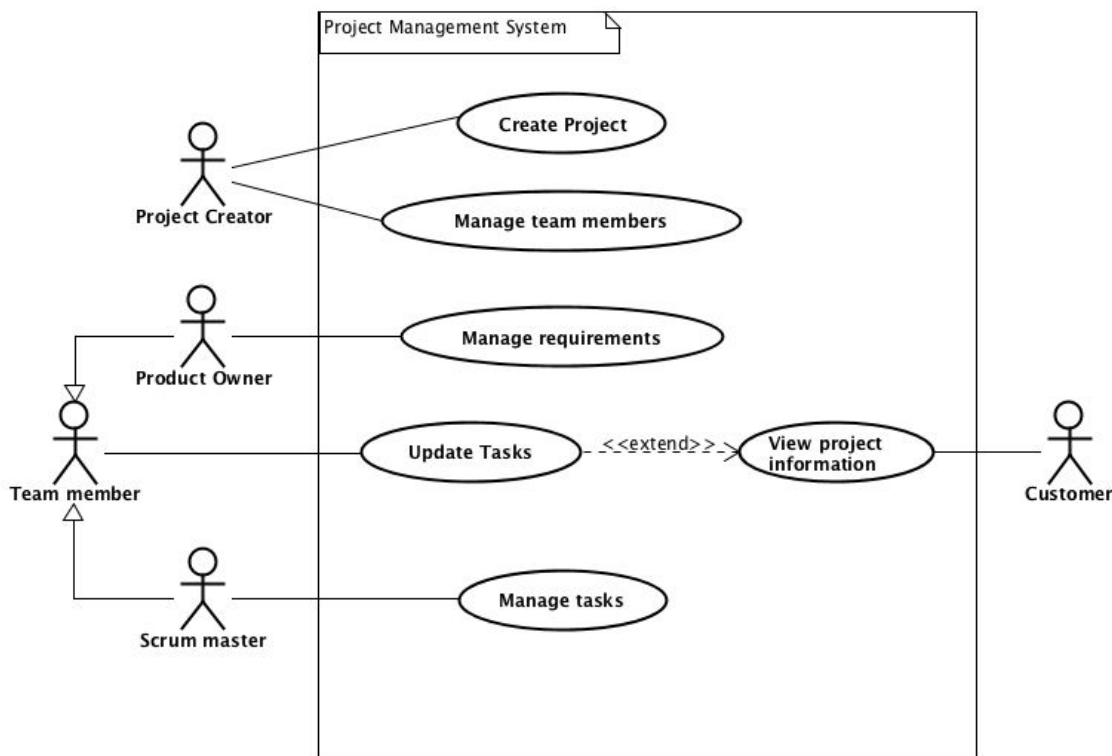 Project Management System
Create Project
Project Creator
Manage team members
Manage requirements
Product Owner
Update Tasks
<<extend>>
View project
information
Team member
Customer
Manage tasks
Scrum master